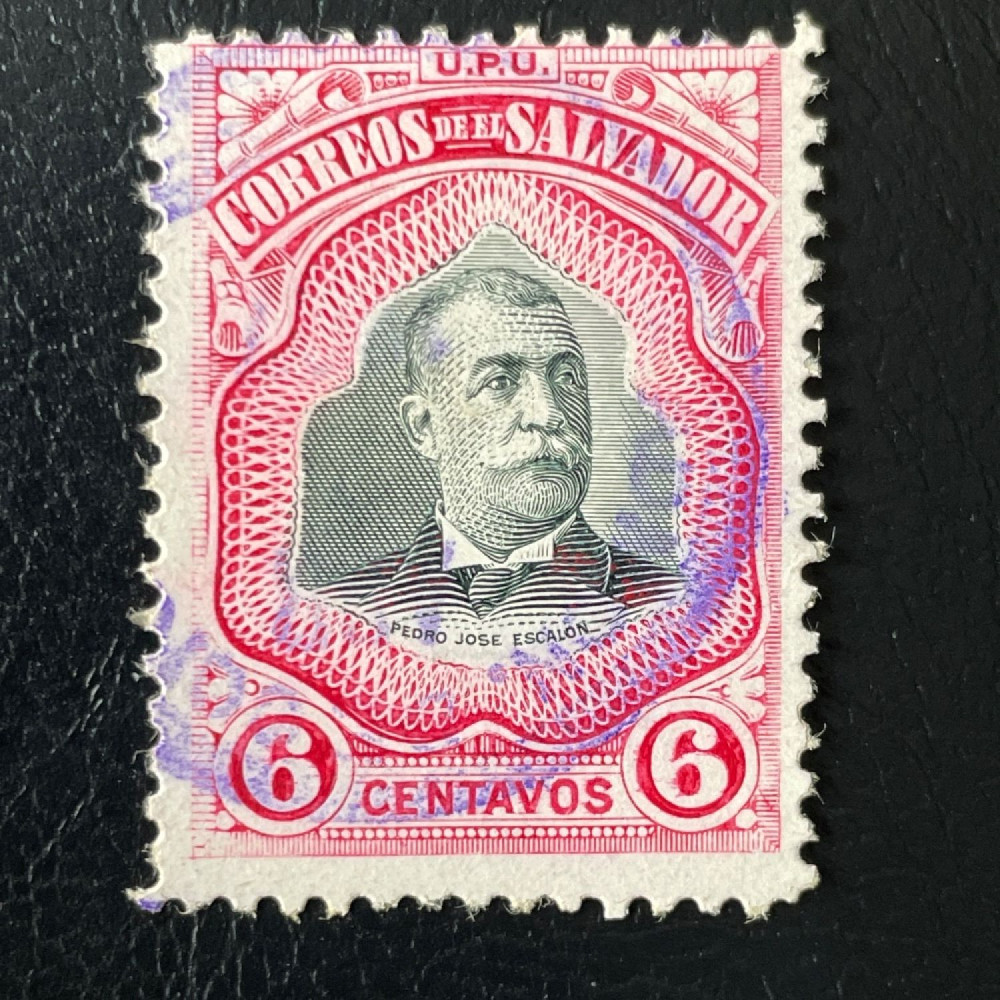 U.P.U.
CORREOS DE EL SALVADOR
PEDRO JOSE ESCALON
6 CENTAVOS 6